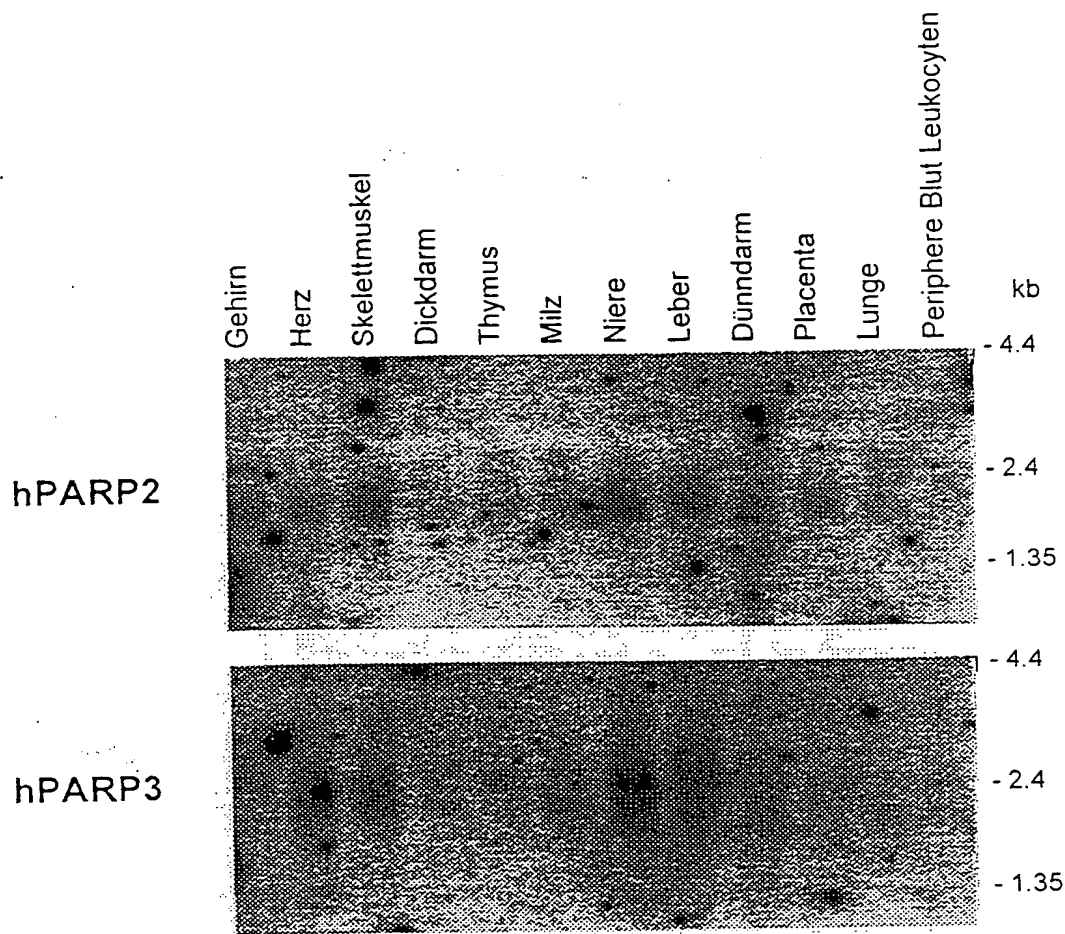 Gehirn
Herz
Skelettmuskel
Dickdarm
Thymus
Milz
Niere
Leber
Dünndarm
Placenta
Lunge
Periphere Blut Leukocyten
kb
hPARP2
- 4.4
- 2.4
- 1.35
hPARP3
- 4.4
- 2.4
- 1.35